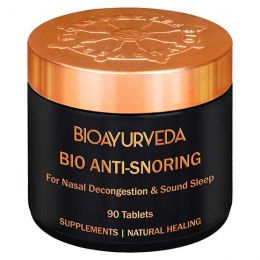 BIOAYURVEDA
BIO ANTI-SNORING
For Nasal Decongestion & Sound Sleep
90 Tablets
SUPPLEMENTS | NATURAL HEALING